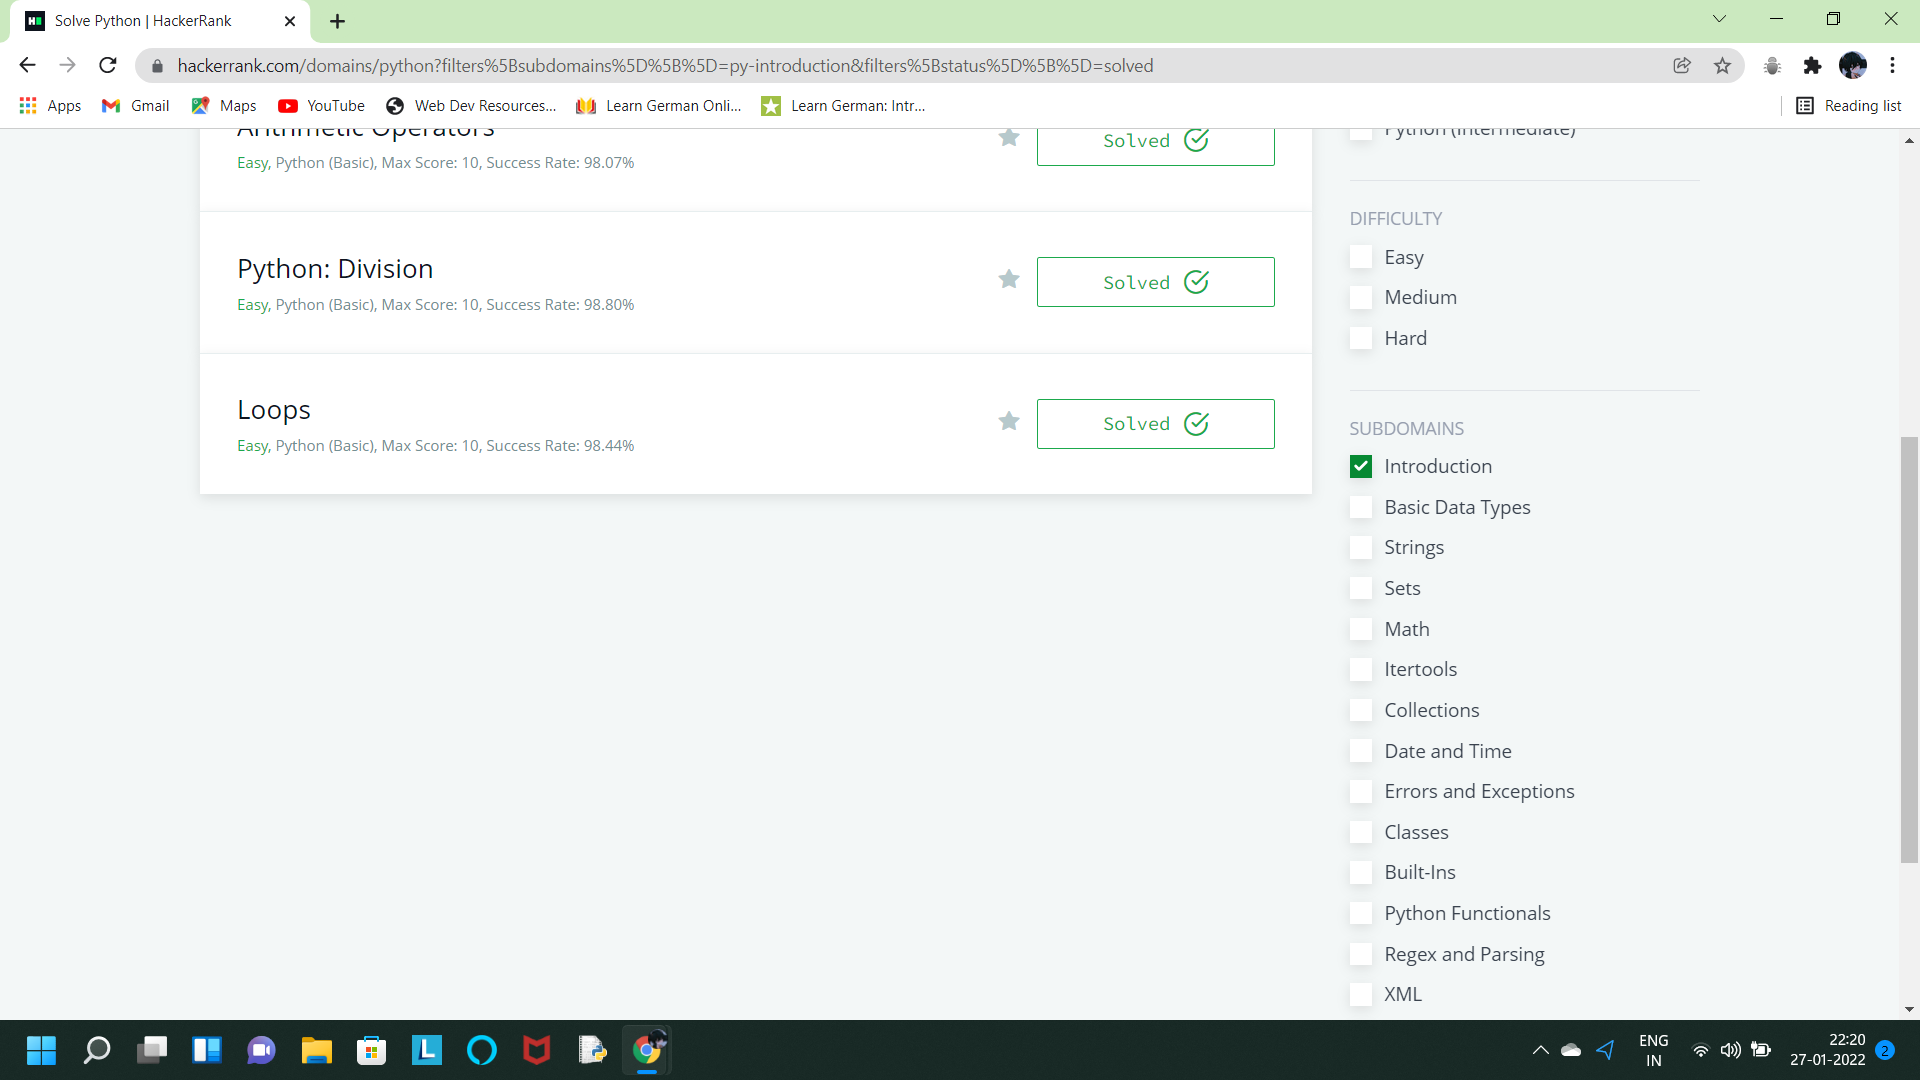 Solve Python | HackerRank
hackerrank.com/domains/python?filters%5Bsubdomains%5D%5B%5D=py-introduction&filters%5Bstatus%5D%5B%5D=solved
Apps Gmail Maps YouTube Web Dev Resources... Learn German Onli... Learn German: Intr... Reading list
Arithmetic Operators
Easy, Python (Basic), Max Score: 10, Success Rate: 98.07%
Solved
Python: Division
Easy, Python (Basic), Max Score: 10, Success Rate: 98.80%
Solved
Loops
Easy, Python (Basic), Max Score: 10, Success Rate: 98.44%
Solved
Python (Intermediate)
DIFFICULTY
Easy
Medium
Hard
SUBDOMAINS
Introduction
Basic Data Types
Strings
Sets
Math
Itertools
Collections
Date and Time
Errors and Exceptions
Classes
Built-Ins
Python Functionals
Regex and Parsing
XML
ENG
IN
22:20
27-01-2022
2